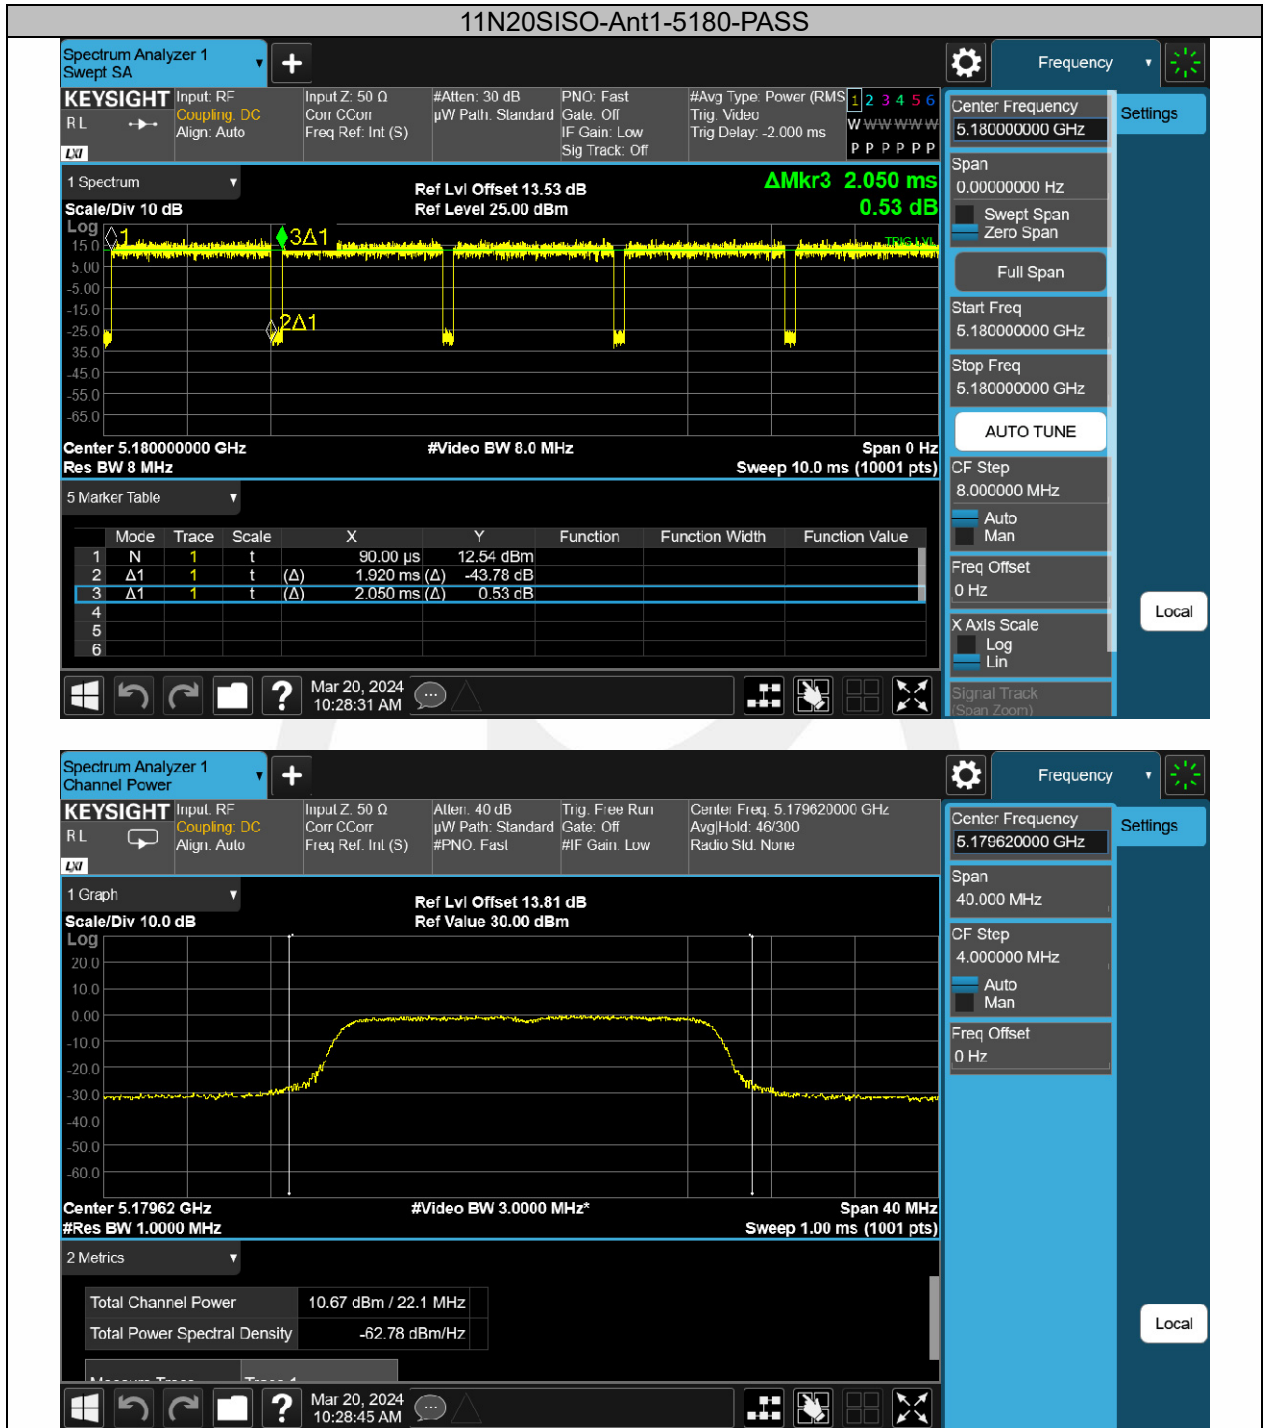 11N20SISO-Ant1-5180-PASS
Spectrum Analyzer 1
Swept SA
Frequency
KEYSIGHT
R L
LXI
Input: RF
Coupling: DC
Align: Auto
Input Z: 50 Ω
Corr CCorr
Freq Ref: Int (S)
#Atten: 30 dB
µW Path: Standard
PNO: Fast
Gate: Off
IF Gain: Low
Sig Track: Off
#Avg Type: Power (RMS
Trig: Video
Trig Delay: -2.000 ms
1 2 3 4 5 6
W W W W W W
P P P P P P
Center Frequency
5.180000000 GHz
Settings
Span
0.00000000 Hz
Swept Span
Zero Span
Full Span
Start Freq
5.180000000 GHz
Stop Freq
5.180000000 GHz
AUTO TUNE
CF Step
8.000000 MHz
Auto
Man
Freq Offset
0 Hz
X Axis Scale
Log
Lin
Signal Track
(Span Zoom)
Local
1 Spectrum
Scale/Div 10 dB
Ref Lvl Offset 13.53 dB
Ref Level 25.00 dBm
ΔMkr3 2.050 ms
0.53 dB
Log
15.0
5.00
-5.00
-15.0
-25.0
-35.0
-45.0
-55.0
-65.0
1
3Δ1
2Δ1
TRIG LVL
Center 5.180000000 GHz
#Video BW 8.0 MHz
Span 0 Hz
Res BW 8 MHz
Sweep 10.0 ms (10001 pts)
5 Marker Table
Mode Trace Scale X Y Function Function Width Function Value
1 N 1 t 90.00 µs 12.54 dBm
2 Δ1 1 t (Δ) 1.920 ms (Δ) -43.78 dB
3 Δ1 1 t (Δ) 2.050 ms (Δ) 0.53 dB
4
5
6
?
Mar 20, 2024
10:28:31 AM
Spectrum Analyzer 1
Channel Power
Frequency
KEYSIGHT
R L
LXI
Input: RF
Coupling: DC
Align: Auto
Input Z: 50 Ω
Corr CCorr
Freq Ref: Int (S)
Atten: 40 dB
µW Path: Standard
#PNO: Fast
Trig: Free Run
Gate: Off
#IF Gain: Low
Center Freq: 5.179620000 GHz
Avg|Hold: 46/300
Radio Std: None
Center Frequency
5.179620000 GHz
Settings
Span
40.000 MHz
CF Step
4.000000 MHz
Auto
Man
Freq Offset
0 Hz
Local
1 Graph
Scale/Div 10.0 dB
Ref Lvl Offset 13.81 dB
Ref Value 30.00 dBm
Log
20.0
10.0
0.00
-10.0
-20.0
-30.0
-40.0
-50.0
-60.0
Center 5.17962 GHz
#Video BW 3.0000 MHz*
Span 40 MHz
#Res BW 1.0000 MHz
Sweep 1.00 ms (1001 pts)
2 Metrics
Total Channel Power 10.67 dBm / 22.1 MHz
Total Power Spectral Density -62.78 dBm/Hz
?
Mar 20, 2024
10:28:45 AM